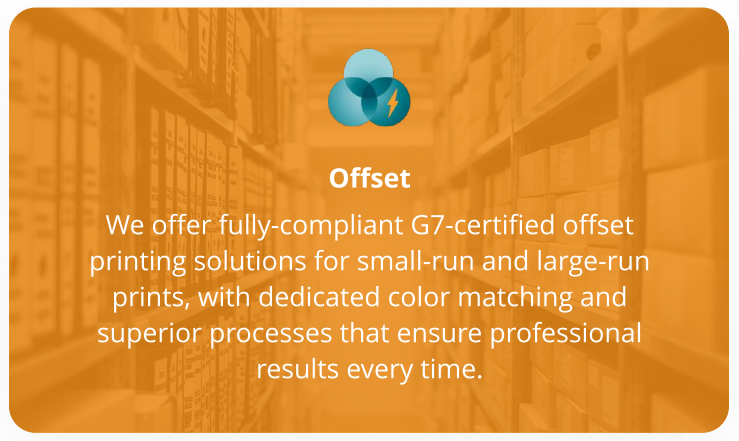 Offset
We offer fully-compliant G7-certified offset
printing solutions for small-run and large-run
prints, with dedicated color matching and
superior processes that ensure professional
results every time.